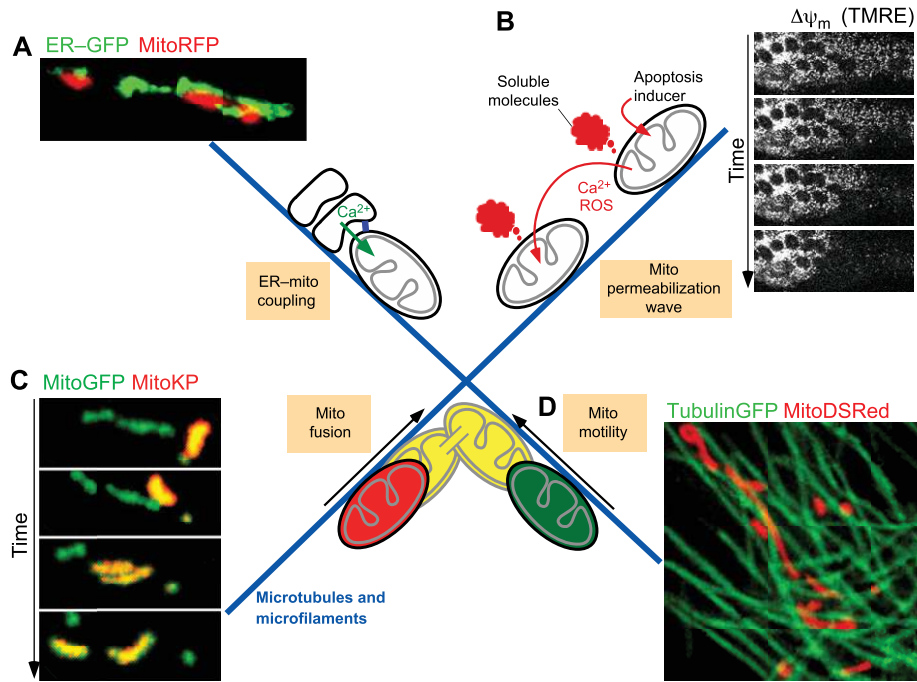 A
ER–GFP MitoRFP
B
Δψm (TMRE)
Soluble
molecules
Apoptosis
inducer
Time
Ca2+
ROS
Ca2+
ER–mito
coupling
Mito
permeabilization
wave
C
MitoGFP MitoKP
Time
Mito
fusion
Mito
motility
D
TubulinGFP MitoDSRed
Microtubules and
microfilaments